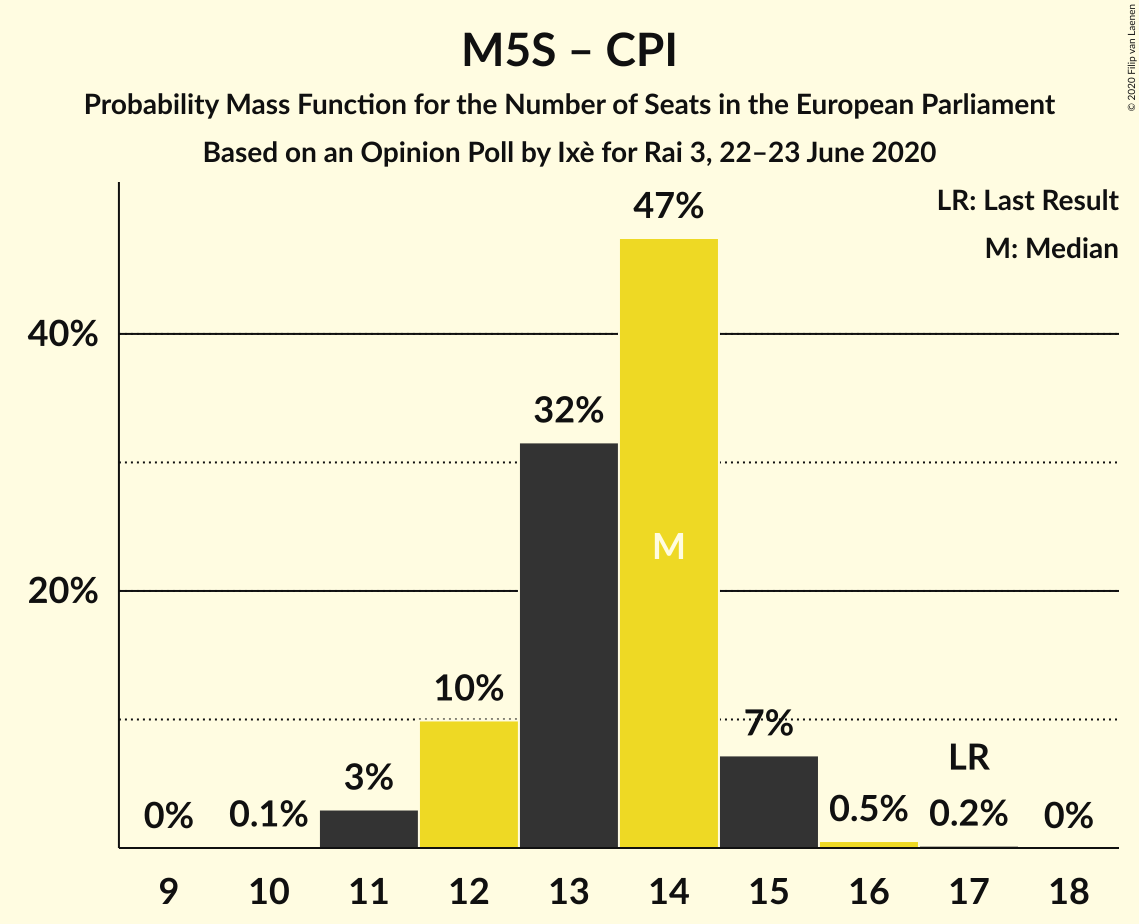 M5S – CPI
Probability Mass Function for the Number of Seats in the European Parliament
Based on an Opinion Poll by Ixè for Rai 3, 22–23 June 2020
© 2020 Filip van Laenen
LR: Last Result
M: Median
47%
40%
32%
M
20%
10%
7%
3%
LR
0%
0.1%
0.5%
0.2%
0%
9 10 11 12 13 14 15 16 17 18